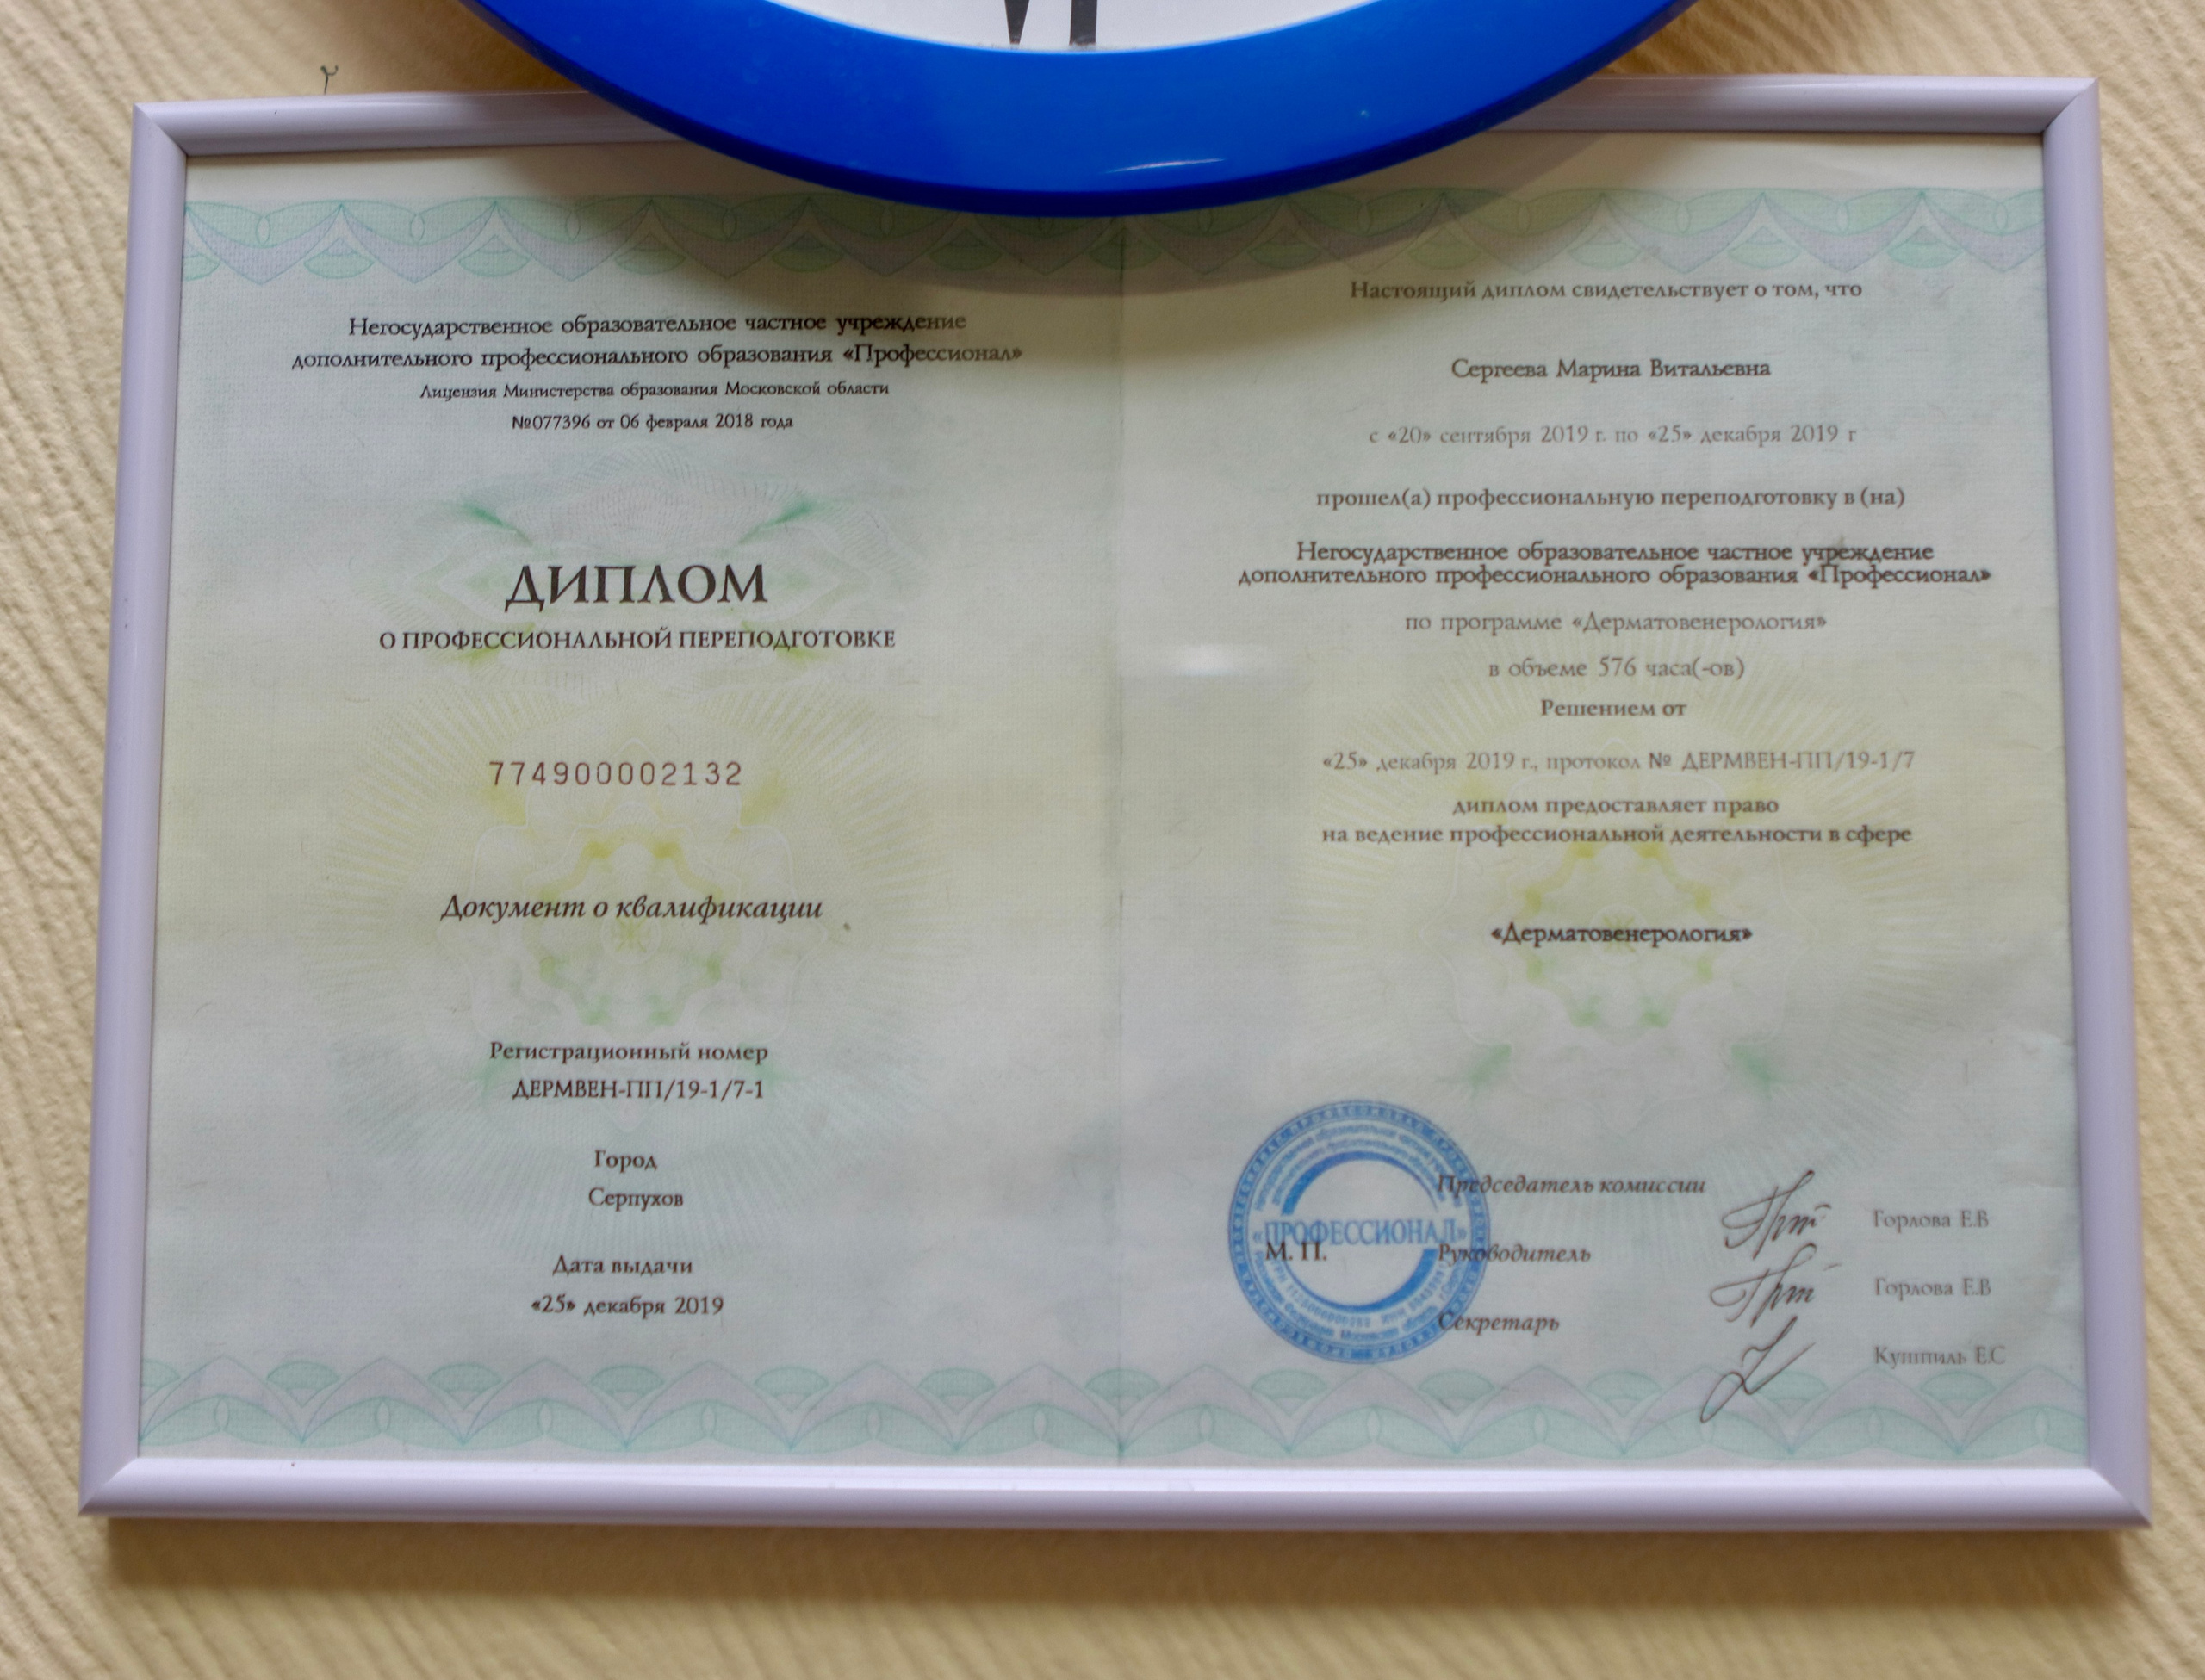 Негосударственное образовательное частное учреждение
дополнительного профессионального образования «Профессионал»
Лицензия Министерства образования Московской области
№077396 от 06 февраля 2018 года
ДИПЛОМ
О ПРОФЕССИОНАЛЬНОЙ ПЕРЕПОДГОТОВКЕ
774900002132
Документ о квалификации
Регистрационный номер
ДЕРМВЕН-ПП/19-1/7-1
Город
Серпухов
Дата выдачи
«25» декабря 2019
Настоящий диплом свидетельствует о том, что
Сергеева Марина Витальевна
с «20» сентября 2019 г. по «25» декабря 2019 г
прошел(а) профессиональную переподготовку в (на)
Негосударственное образовательное частное учреждение
дополнительного профессионального образования «Профессионал»
по программе «Дерматовенерология»
в объеме 576 часа(-ов)
Решением от
«25» декабря 2019 г., протокол № ДЕРМВЕН-ПП/19-1/7
диплом предоставляет право
на ведение профессиональной деятельности в сфере
«Дерматовенерология»
Председатель комиссии
Горлова Е.В
«ПРОФЕССИОНАЛ»
М. П.
Руководитель
Горлова Е.В
Секретарь
Кушпиль Е.С